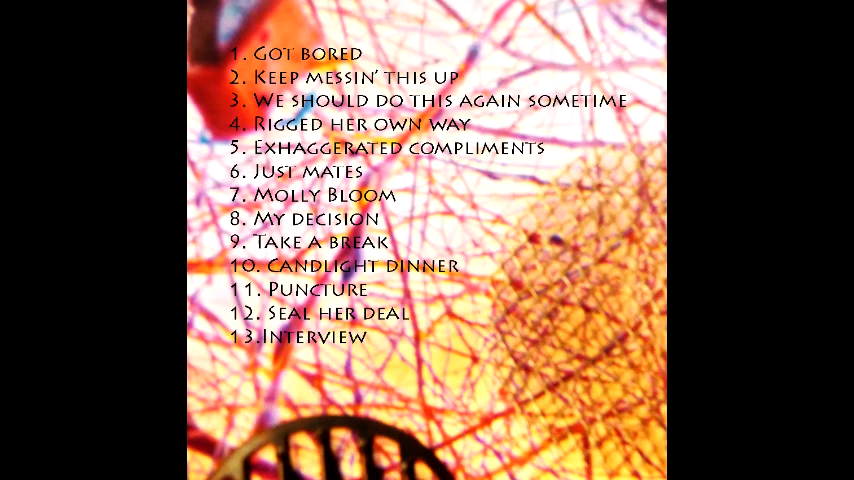 1. Got bored
2. Keep messin' this up
3. We should do this again sometime
4. Rigged her own way
5. Exhaggerated compliments
6. Just mates
7. Molly Bloom
8. My decision
9. Take a break
10. Candlight dinner
11. Puncture
12. Seal her deal
13.Interview